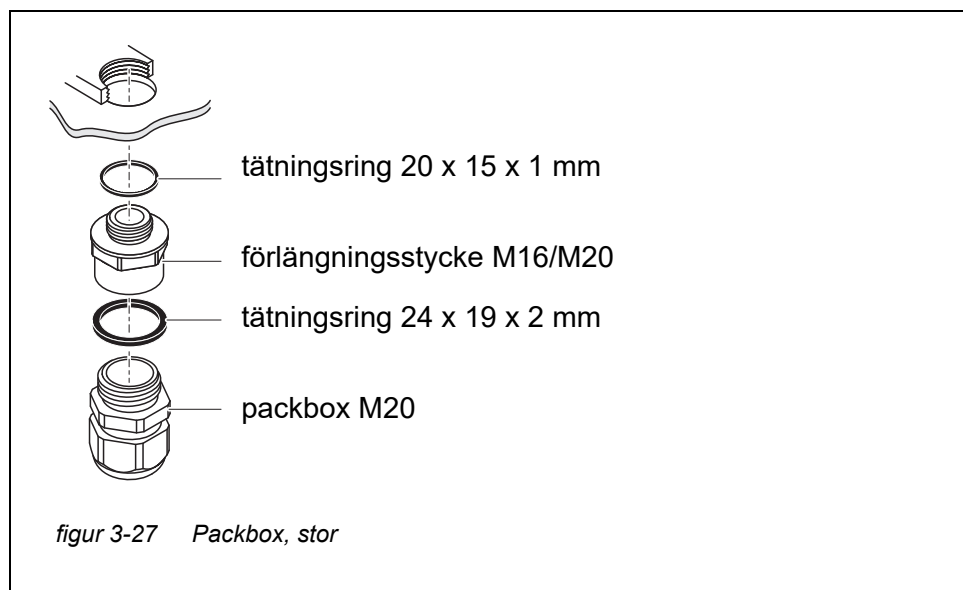 tätningsring 20 x 15 x 1 mm
förlängningsstycke M16/M20
tätningsring 24 x 19 x 2 mm
packbox M20
figur 3-27 Packbox, stor